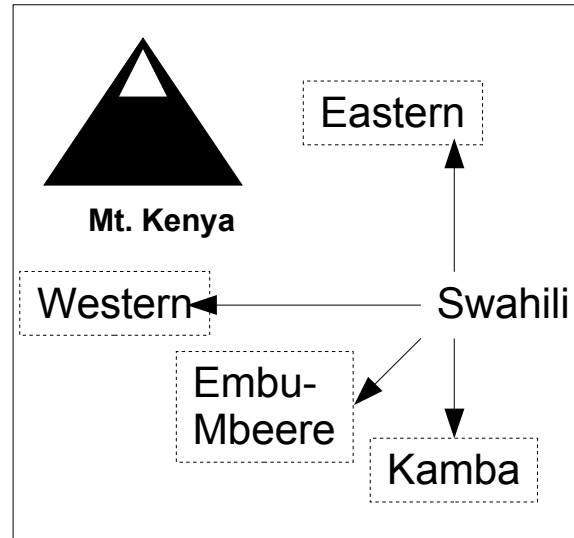 Eastern
Mt. Kenya
Western
Swahili
Embu-
Mbeere
Kamba